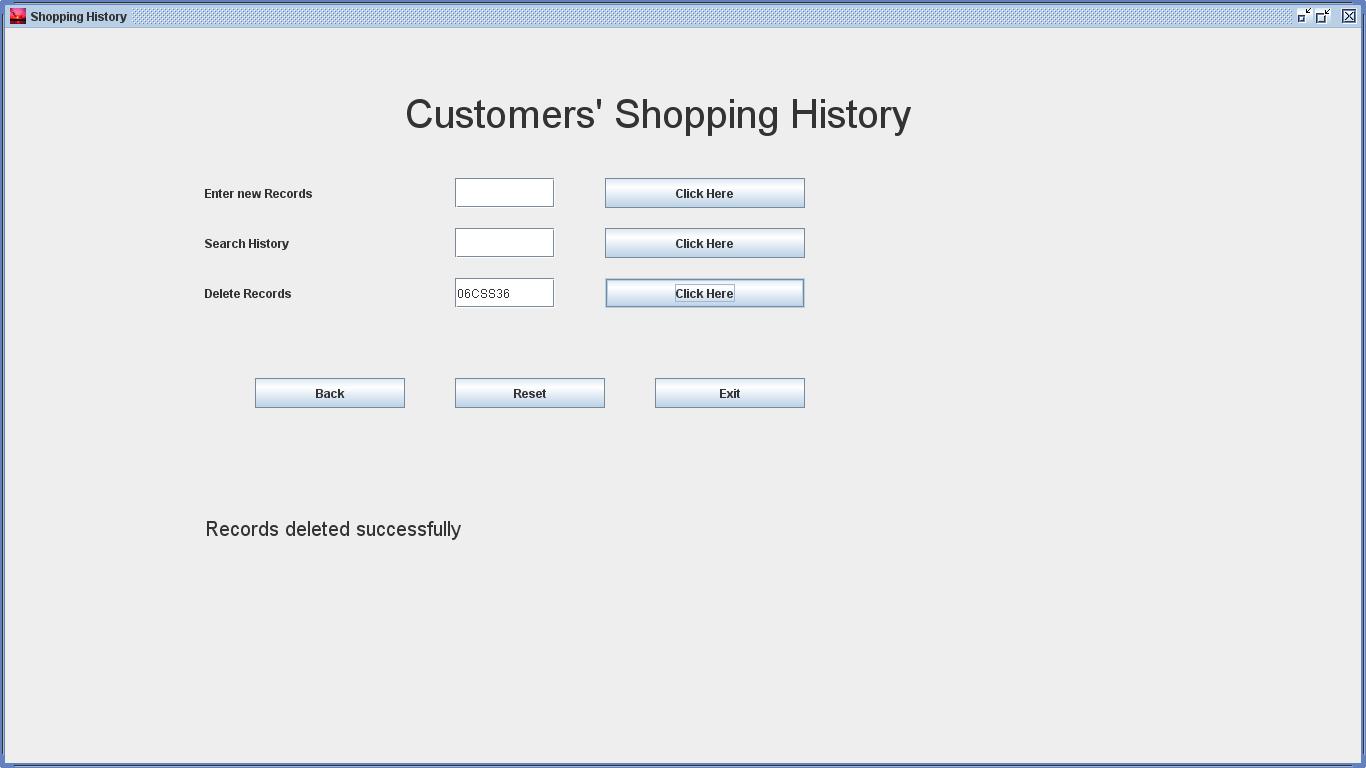 Shopping History
Customers' Shopping History
Enter new Records Click Here
Search History Click Here
Delete Records 06CSS36 Click Here
Back Reset Exit
Records deleted successfully